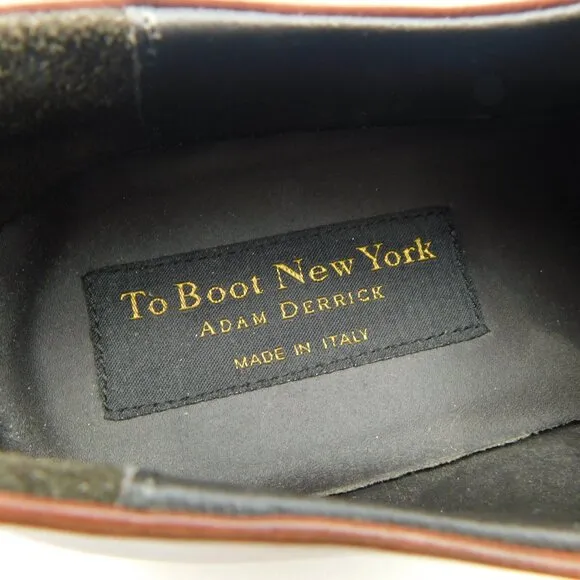 To Boot New York
Adam Derrick
MADE IN ITALY